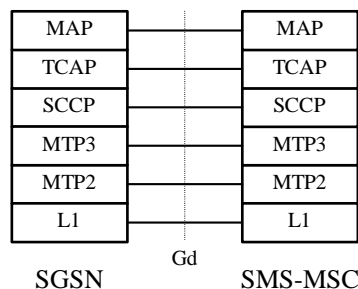 MAP MAP
TCAP TCAP
SCCP SCCP
MTP3 MTP3
MTP2 MTP2
L1 L1
Gd
SGSN SMS-MSC